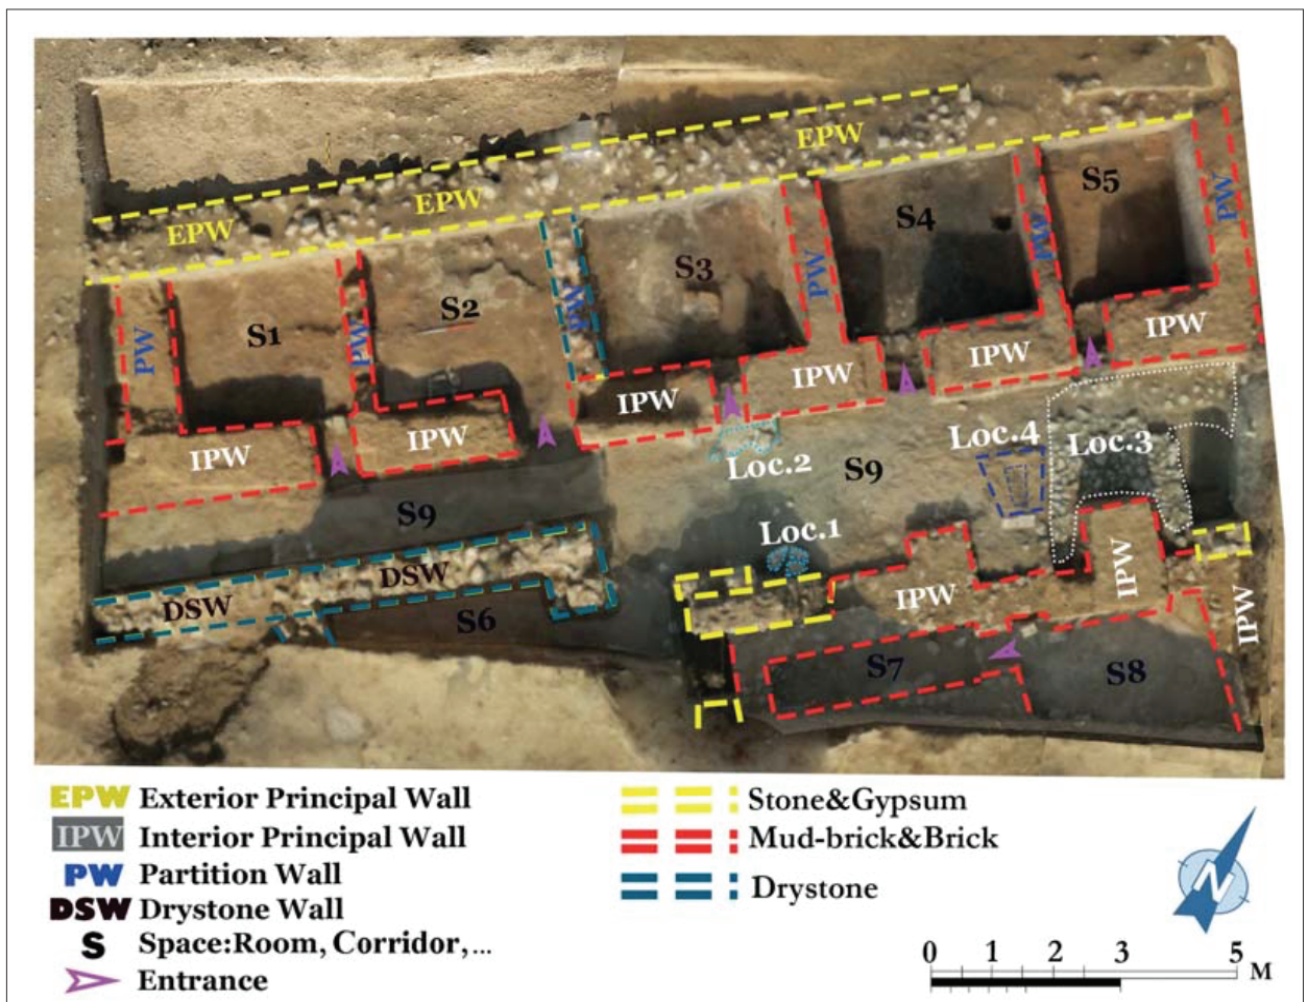 EPW
EPW
EPW
S5
S4
PW
PW
S3
PW
S2
PW
S1
PW
PW
PW
IPW
IPW
IPW
IPW
IPW
IPW
Loc.4
Loc.3
Loc.2
S9
S9
Loc.1
DSW
DSW
IPW
IPW
IPW
S6
S7
S8
EPW Exterior Principal Wall
IPW Interior Principal Wall
PW Partition Wall
DSW Drystone Wall
S Space:Room, Corridor,...
Entrance
Stone&Gypsum
Mud-brick&Brick
Drystone
N
0 1 2 3 5 M